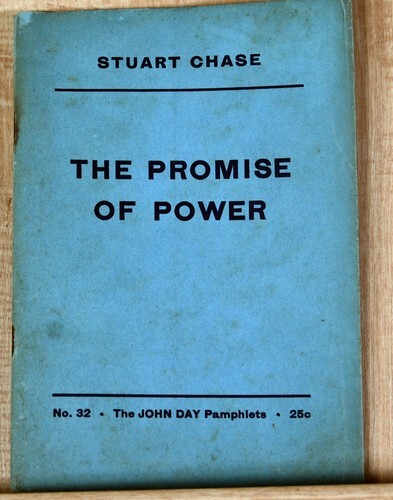 STUART CHASE
THE PROMISE
OF POWER
No. 32 • The JOHN DAY Pamphlets • 25c